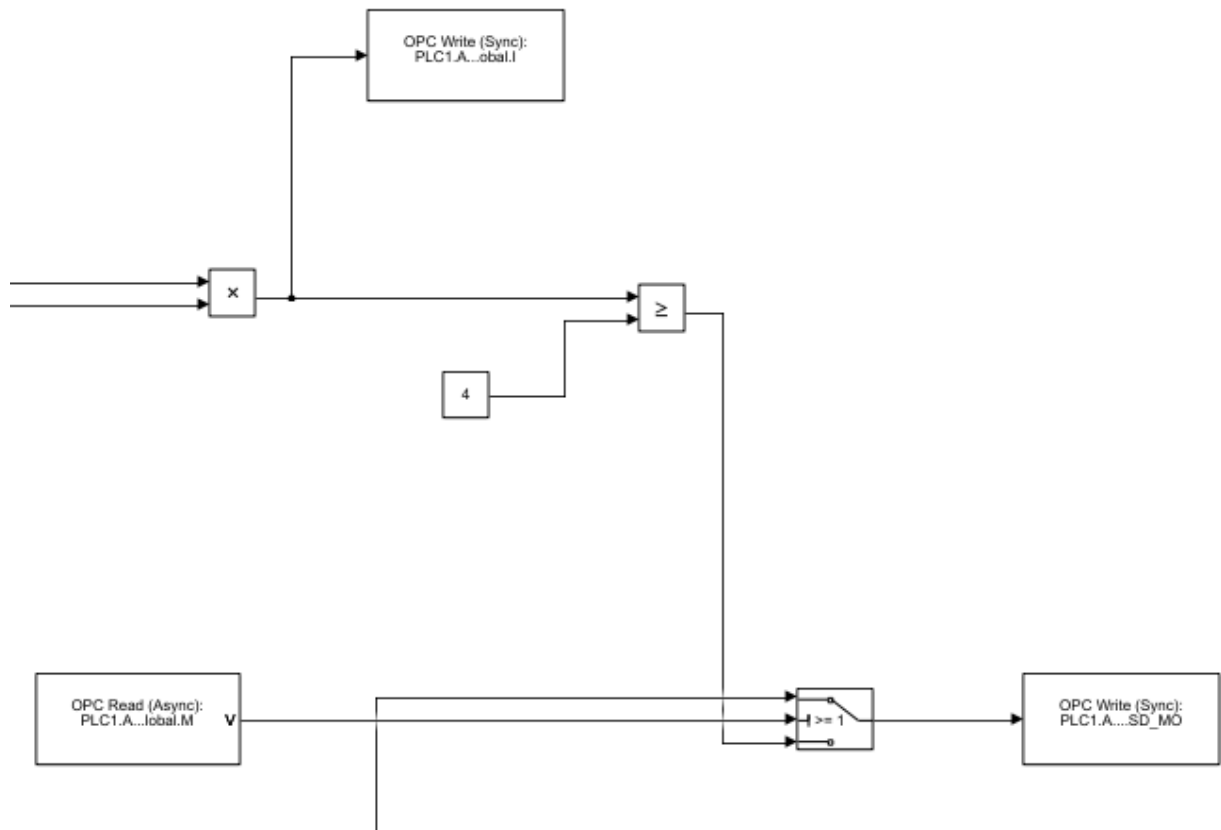 OPC Write (Sync):
PLC1.A...obal.I
×
≥
4
OPC Read (Async):
PLC1.A...lobal.M
V
>= 1
OPC Write (Sync):
PLC1.A....SD_MO